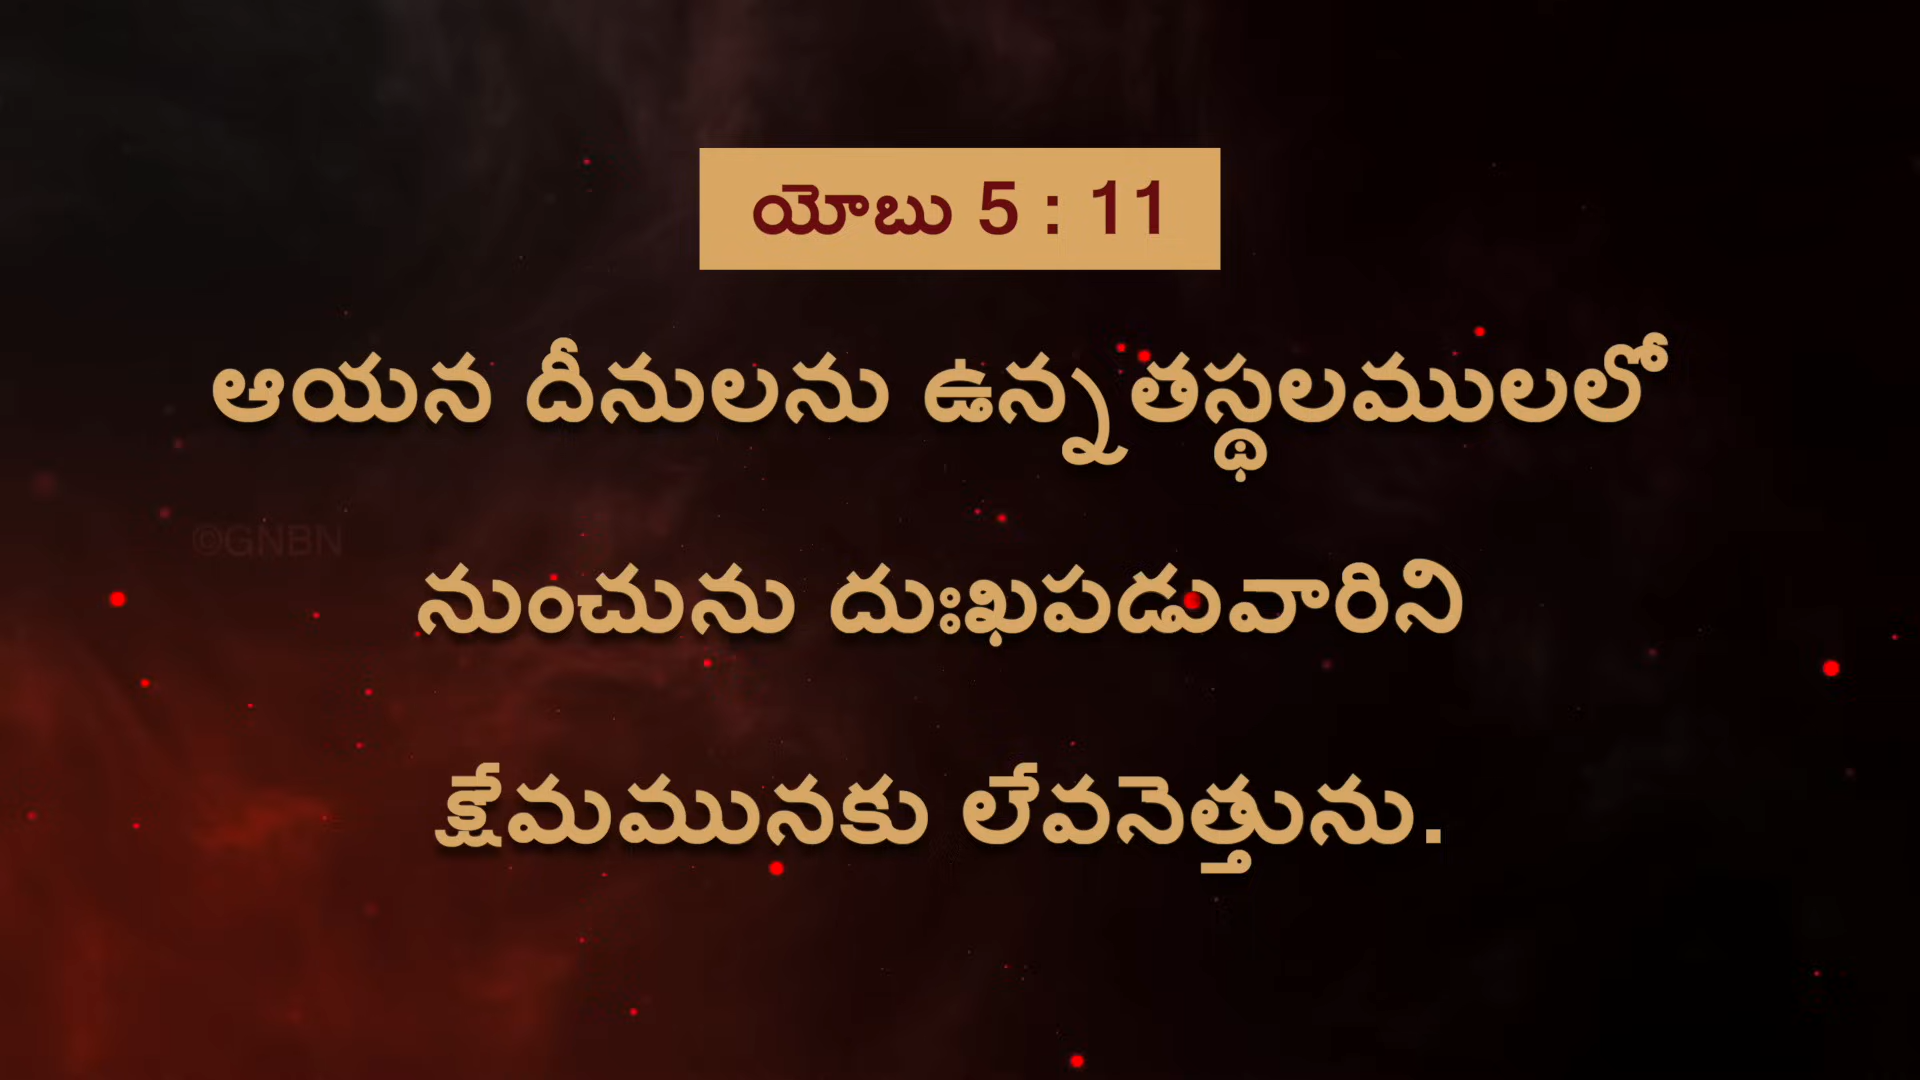 యోబు 5 : 11
ఆయన దీనులను ఉన్నతస్థలములలో
©GNBN
నుంచును దుఃఖపడువారిని
క్షేమమునకు లేవనెత్తును.